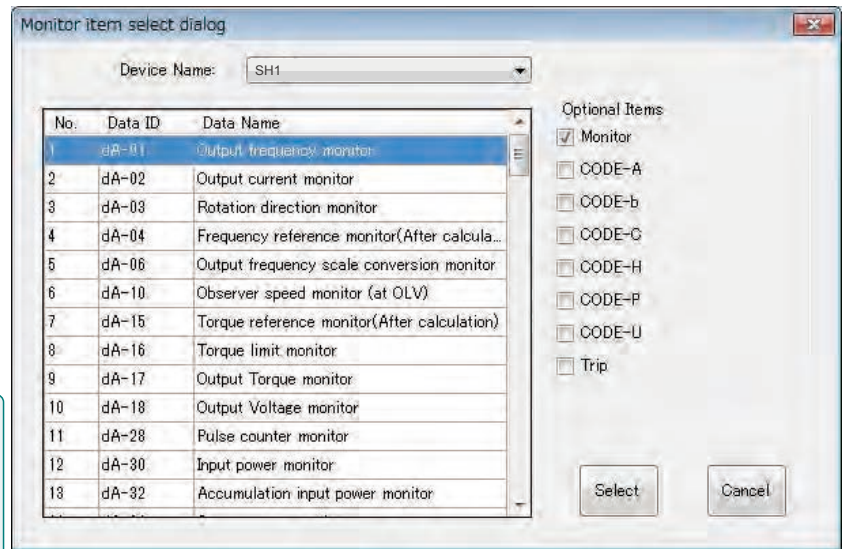 Monitor item select dialog
Device Name: SH1
No. Data ID Data Name
1 dA-01 Output frequency monitor
2 dA-02 Output current monitor
3 dA-03 Rotation direction monitor
4 dA-04 Frequency reference monitor(After calcula...
5 dA-06 Output frequency scale conversion monitor
6 dA-10 Observer speed monitor (at OLV)
7 dA-15 Torque reference monitor(After calculation)
8 dA-16 Torque limit monitor
9 dA-17 Output Torque monitor
10 dA-18 Output Voltage monitor
11 dA-28 Pulse counter monitor
12 dA-30 Input power monitor
13 dA-32 Accumulation input power monitor
Optional Items
Monitor
CODE-A
CODE-b
CODE-C
CODE-H
CODE-P
CODE-U
Trip
Select Cancel